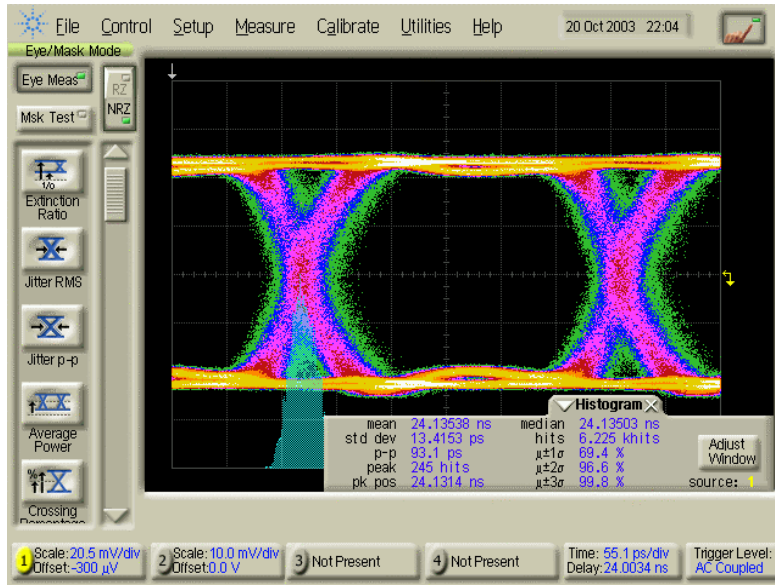 File Control Setup Measure Calibrate Utilities Help 20 Oct 2003 22:04
Eye/Mask Mode
Eye Meas
RZ
NRZ
Msk Test
1/0
Extinction
Ratio
Jitter RMS
Jitter p-p
Average
Power
%
Crossing
Percentage
Histogram
mean 24.13538 ns median 24.13503 ns
std dev 13.4153 ps hits 6.225 khits
p-p 93.1 ps µ±1σ 69.4 %
peak 245 hits µ±2σ 96.6 %
pk pos 24.1314 ns µ±3σ 99.8 % source: 1
Adjust
Window
1 Scale:20.5 mV/div
Offset:-300 µV
2 Scale:10.0 mV/div
Offset:0.0 V
3 Not Present
4 Not Present
Time: 55.1 ps/div
Delay:24.0034 ns
Trigger Level:
AC Coupled